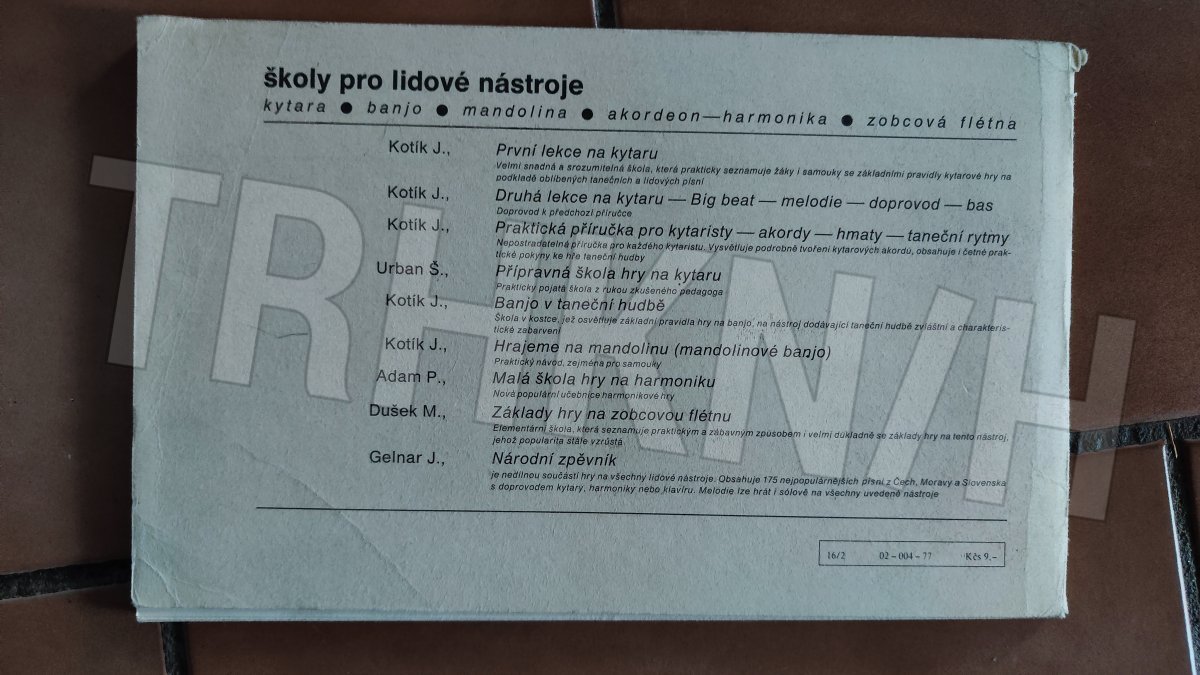 školy pro lidové nástroje
kytara ● banjo ● mandolina ● akordeon—harmonika ● zobcová flétna
Kotík J., První lekce na kytaru
Velmi snadná a srozumitelná škola, která prakticky seznamuje žáky i samouky se základními pravidly kytarové hry na
podkladě oblíbených tanečních a lidových písní
Kotík J., Druhá lekce na kytaru — Big beat — melodie — doprovod — bas
Doprovod k předchozí příručce
Kotík J., Praktická příručka pro kytaristy — akordy — hmaty — taneční rytmy
Nepostradatelná příručka pro každého kytaristu. Vysvětluje podrobně tvoření kytarových akordů, obsahuje i četné prak-
tické pokyny ke hře taneční hudby
Urban Š., Přípravná škola hry na kytaru
Prakticky pojatá škola z rukou zkušeného pedagoga
Kotík J., Banjo v taneční hudbě
Škola v kostce, jež osvětluje základní pravidla hry na banjo, na nástroj dodávající taneční hudbě zvláštní a charakteris-
tické zabarvení
Kotík J., Hrajeme na mandolinu (mandolinové banjo)
Praktický návod, zejména pro samouky
Adam P., Malá škola hry na harmoniku
Nová populární učebnice harmonikové hry
Dušek M., Základy hry na zobcovou flétnu
Elementární škola, která seznamuje praktickým a zábavným způsobem i velmi důkladně se základy hry na tento nástroj,
jehož popularita stále vzrůstá
Gelnar J., Národní zpěvník
je nedílnou součástí hry na všechny lidové nástroje. Obsahuje 175 nejpopulárnějších písní z Čech, Moravy a Slovenska
s doprovodem kytary, harmoniky nebo klavíru. Melodie lze hrát i sólově na všechny uvedené nástroje
16/2 02–004–77 Kčs 9,–
TRHKN/H